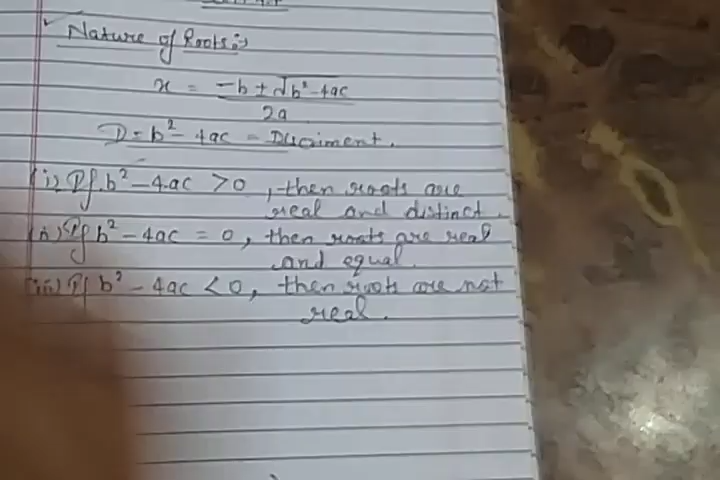 Nature of Roots :-
x = -b ± √b² - 4ac
2a
D = b² - 4ac = Discriment.
(i) If b² - 4ac > 0 , then roots are
real and distinct.
(ii) If b² - 4ac = 0, then roots are real
and equal.
(iii) If b² - 4ac < 0, then roots are not
real.